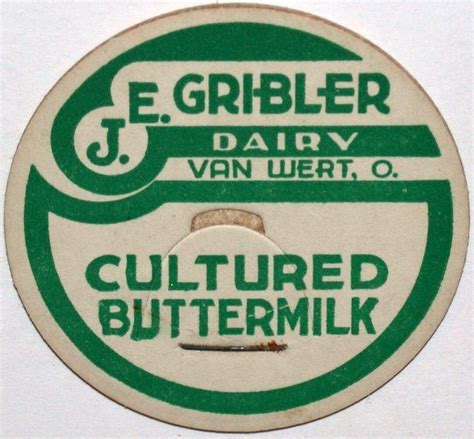 J. E. GRIBLER
DAIRY
VAN WERT, O.
CULTURED
BUTTERMILK